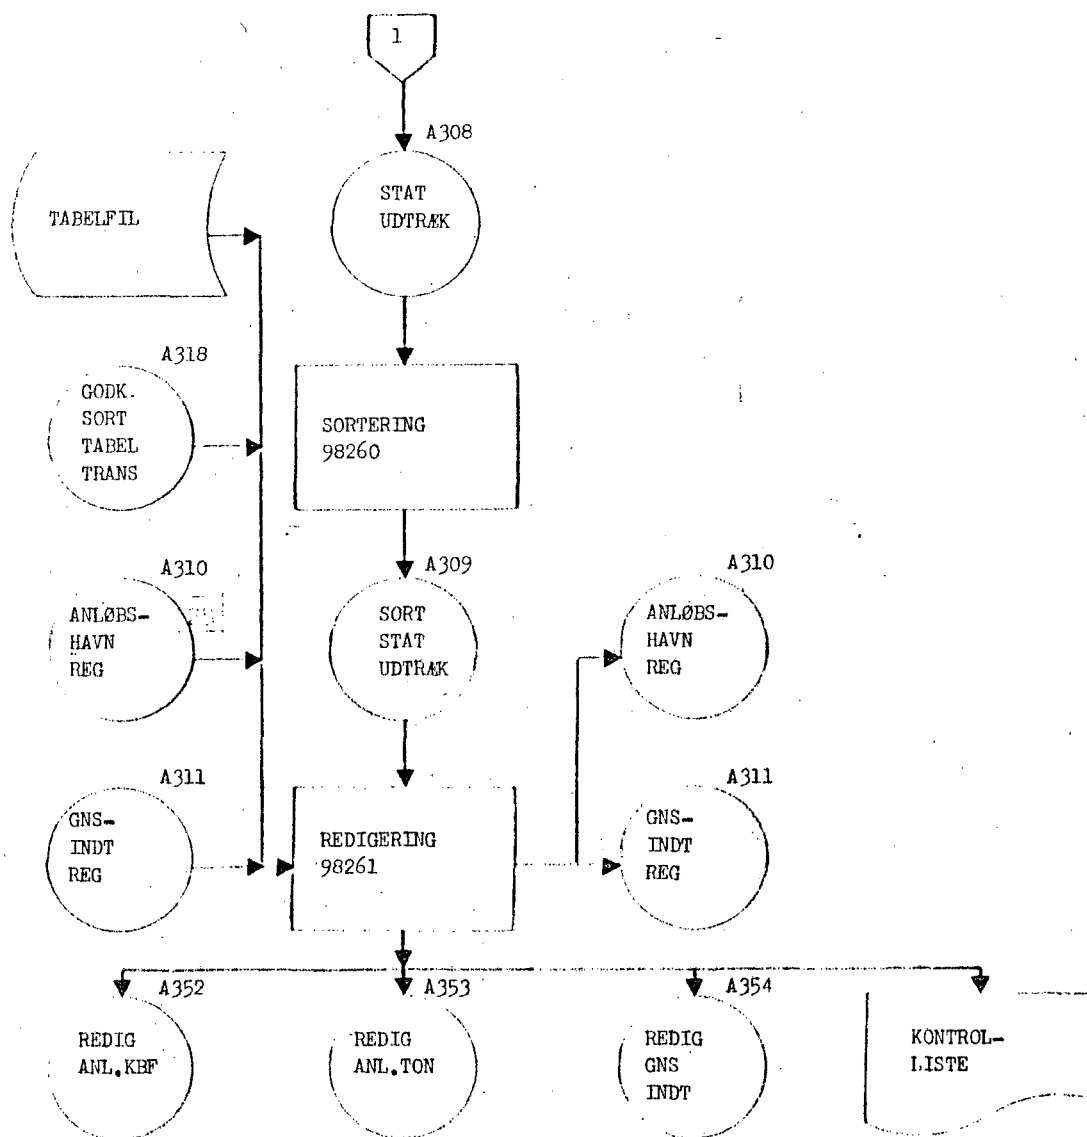 1
A308
STAT
UDTRÆK
TABELFIL
A318
GODK.
SORT
TABEL
TRANS
SORTERING
98260
A310
ANLØBS-
HAVN
REG
A309
SORT
STAT
UDTRÆK
A310
ANLØBS-
HAVN
REG
A311
GNS-
INDT
REG
REDIGERING
98261
A311
GNS-
INDT
REG
A352
REDIG
ANL.KBF
A353
REDIG
ANL.TON
A354
REDIG
GNS
INDT
KONTROL-
LISTE